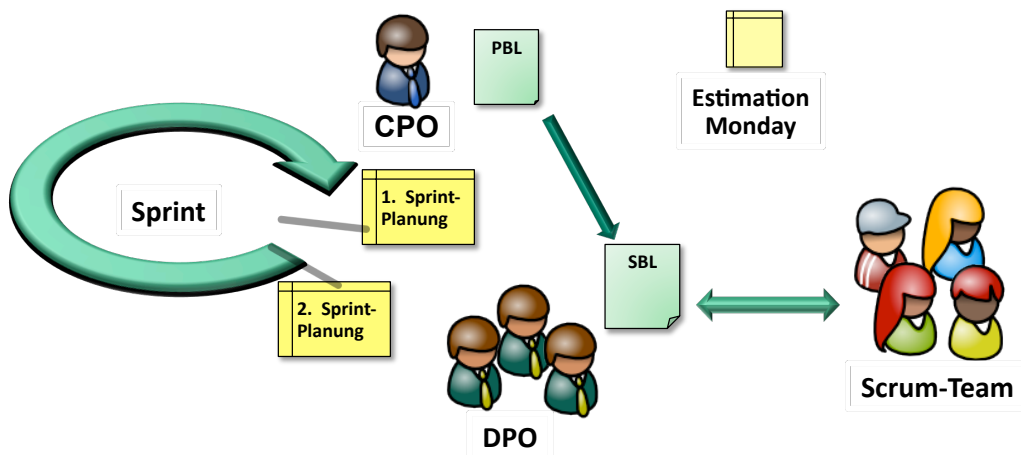 PBL
CPO
Estimation
Monday
Sprint
1. Sprint-
Planung
SBL
2. Sprint-
Planung
Scrum-Team
DPO